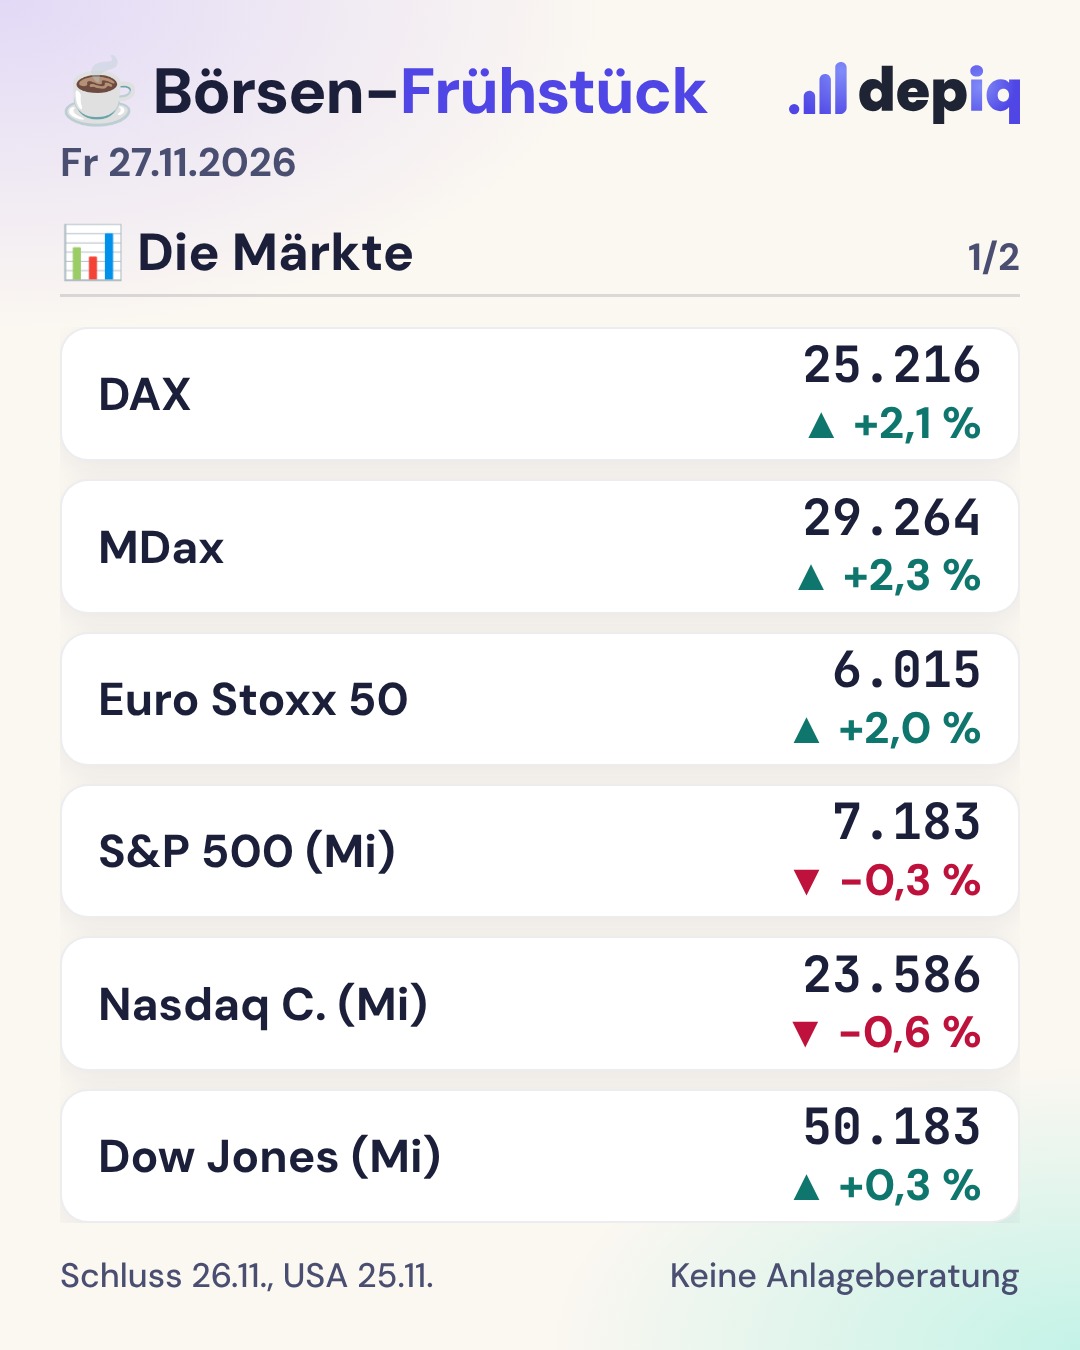 Börsen-Frühstück
depiq
Fr 27.11.2026
Die Märkte
1/2
DAX
25.216
▲ +2,1 %
MDax
29.264
▲ +2,3 %
Euro Stoxx 50
6.015
▲ +2,0 %
S&P 500 (Mi)
7.183
▼ -0,3 %
Nasdaq C. (Mi)
23.586
▼ -0,6 %
Dow Jones (Mi)
50.183
▲ +0,3 %
Schluss 26.11., USA 25.11.
Keine Anlageberatung